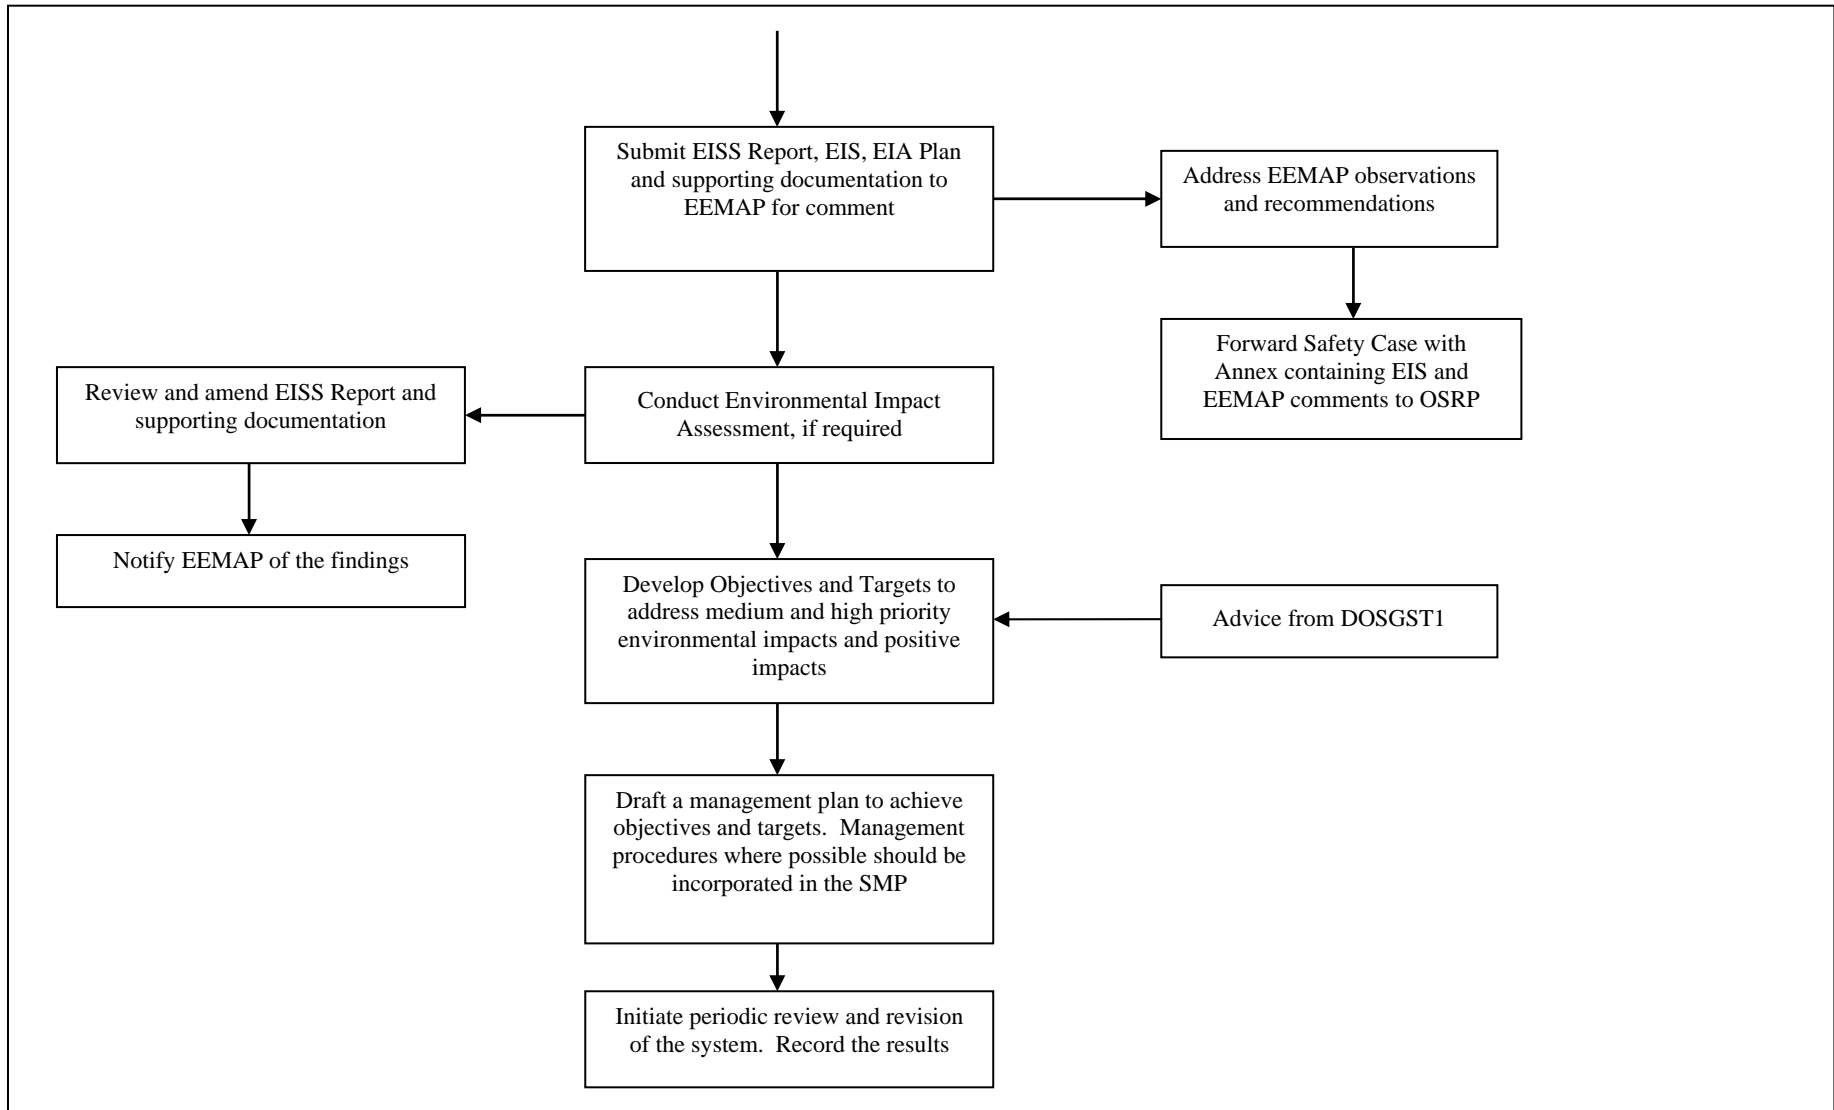 Submit EISS Report, EIS, EIA Plan
and supporting documentation to
EEMAP for comment
Address EEMAP observations
and recommendations
Forward Safety Case with
Annex containing EIS and
EEMAP comments to OSRP
Review and amend EISS Report and
supporting documentation
Conduct Environmental Impact
Assessment, if required
Notify EEMAP of the findings
Develop Objectives and Targets to
address medium and high priority
environmental impacts and positive
impacts
Advice from DOSGST1
Draft a management plan to achieve
objectives and targets.  Management
procedures where possible should be
incorporated in the SMP
Initiate periodic review and revision
of the system.  Record the results